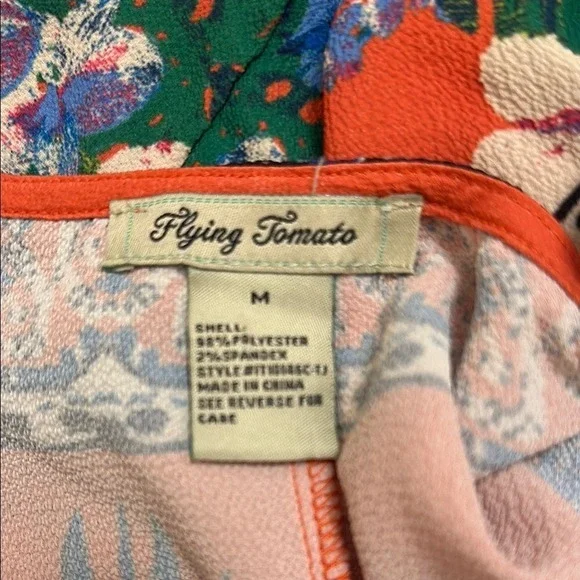 Flying Tomato
M
SHELL:
98% POLYESTER
2% SPANDEX
MADE IN CHINA
SEE REVERSE FOR
CARE